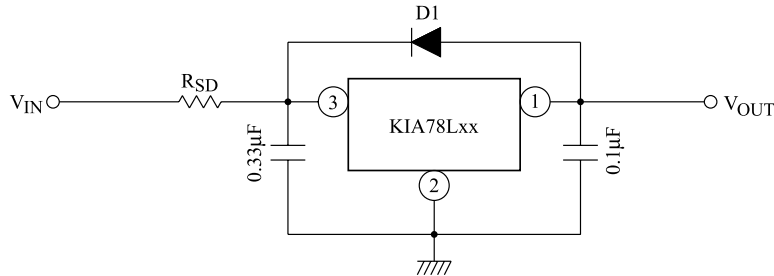 D1
RSD
VIN
3
1
KIA78Lxx
VOUT
0.33μF
0.1μF
2